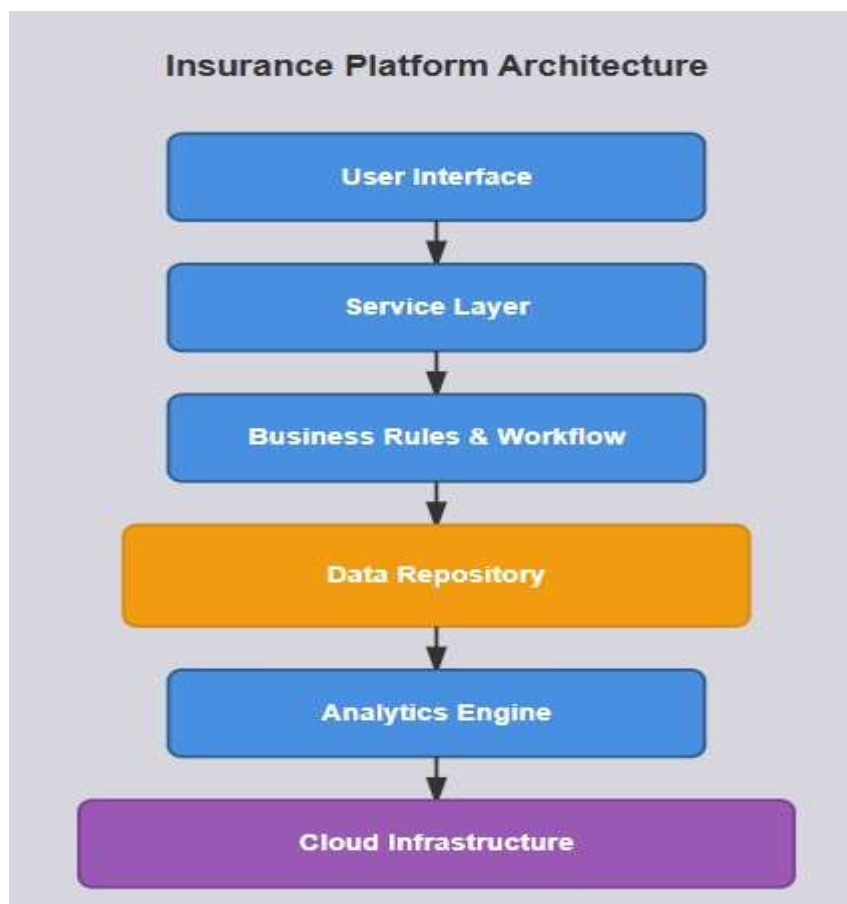 Insurance Platform Architecture
User Interface
Service Layer
Business Rules & Workflow
Data Repository
Analytics Engine
Cloud Infrastructure